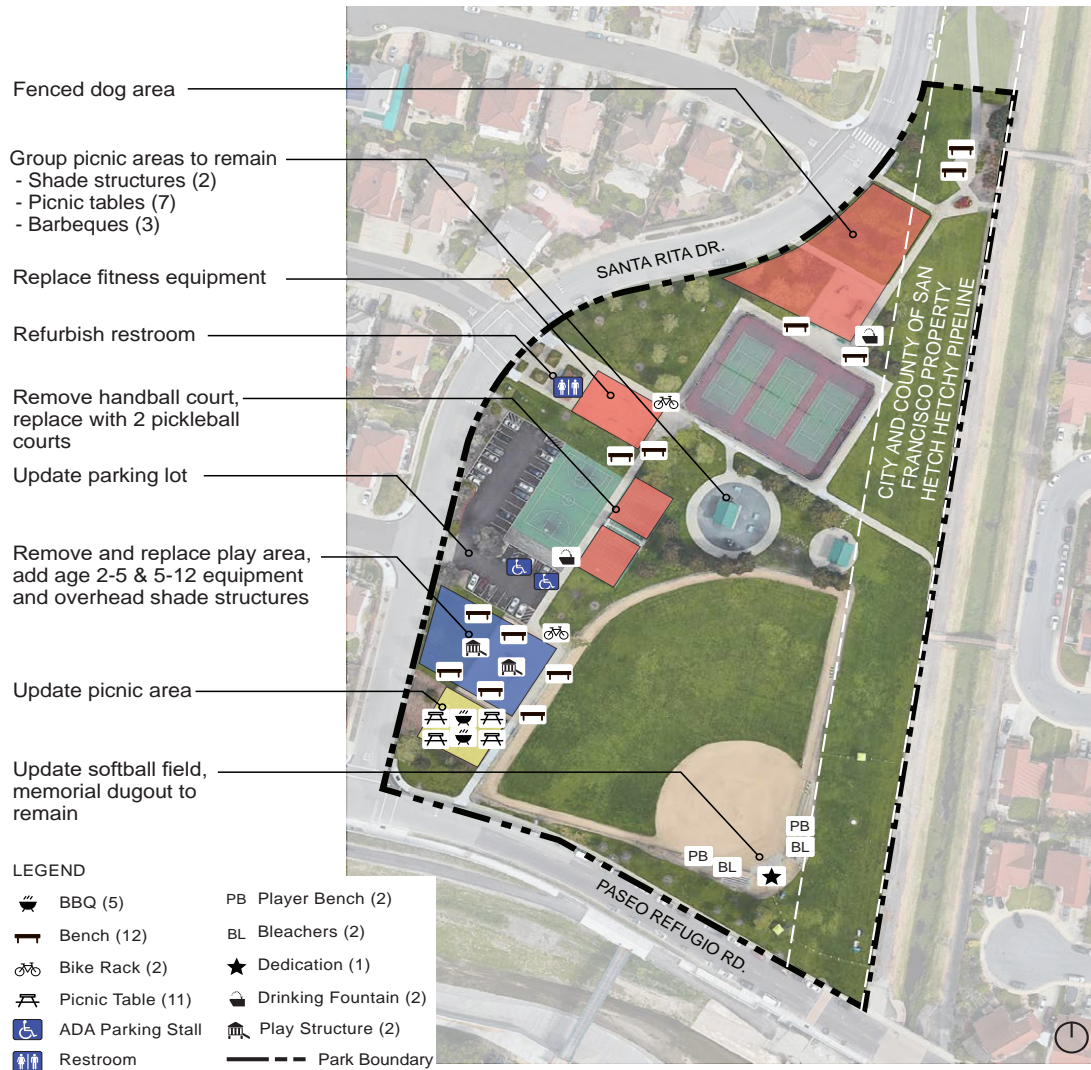 Fenced dog area
Group picnic areas to remain
- Shade structures (2)
- Picnic tables (7)
- Barbeques (3)
Replace fitness equipment
Refurbish restroom
Remove handball court,
replace with 2 pickleball
courts
Update parking lot
Remove and replace play area,
add age 2-5 & 5-12 equipment
and overhead shade structures
Update picnic area
Update softball field,
memorial dugout to
remain
SANTA RITA DR.
CITY AND COUNTY OF SAN
FRANCISCO PROPERTY
HETCH HETCHY PIPELINE
PB
BL
PB
BL
PASEO REFUGIO RD.
LEGEND
BBQ (5)
Bench (12)
Bike Rack (2)
Picnic Table (11)
ADA Parking Stall
Restroom
PB Player Bench (2)
BL Bleachers (2)
Dedication (1)
Drinking Fountain (2)
Play Structure (2)
Park Boundary